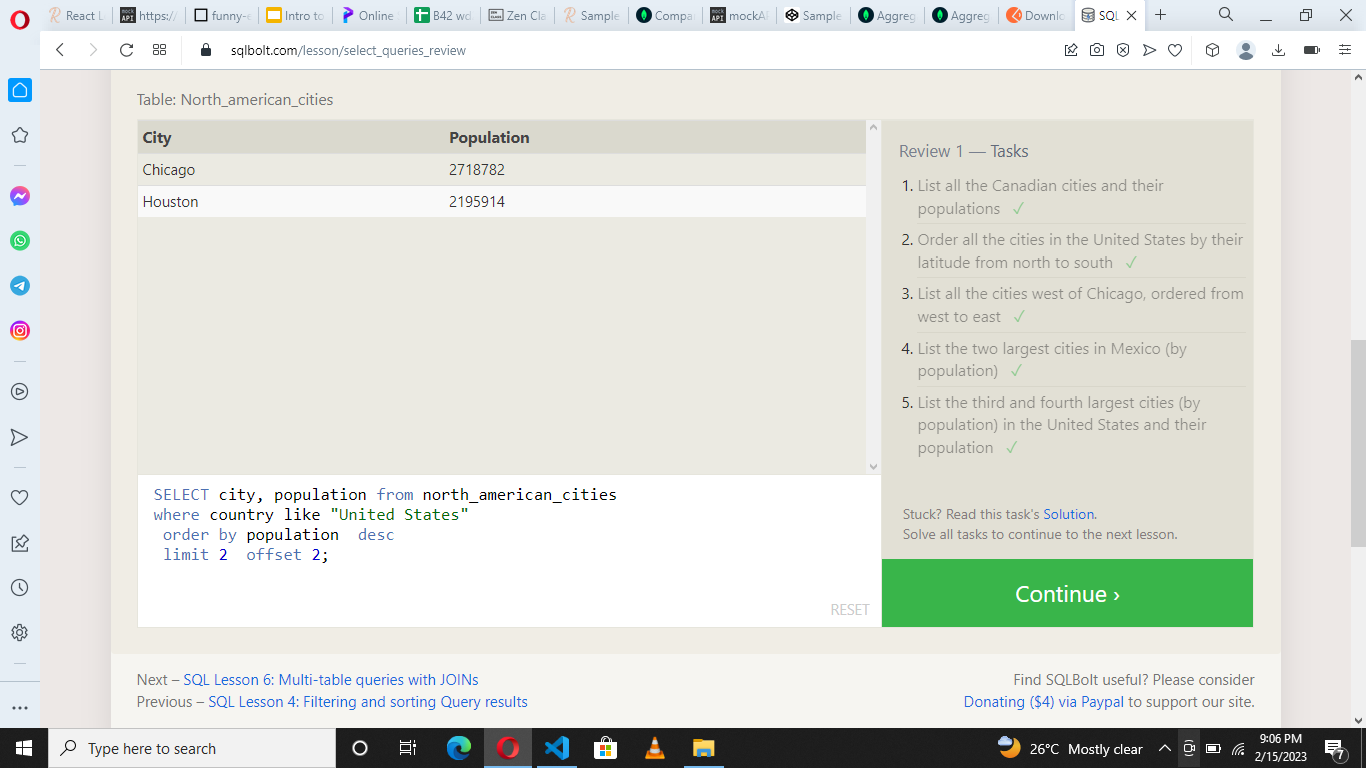 React L
https://
funny-e
Intro to
Online
B42 wd
Zen Cla
Sample
Compa
mockA
Sample
Aggreg
Aggreg
Downlo
SQL
sqlbolt.com/lesson/select_queries_review
Table: North_american_cities
City Population
Chicago 2718782
Houston 2195914
Review 1 — Tasks
1. List all the Canadian cities and their
populations ✓
2. Order all the cities in the United States by their
latitude from north to south ✓
3. List all the cities west of Chicago, ordered from
west to east ✓
4. List the two largest cities in Mexico (by
population) ✓
5. List the third and fourth largest cities (by
population) in the United States and their
population ✓
SELECT city, population from north_american_cities
where country like "United States"
order by population desc
limit 2 offset 2;
RESET
Stuck? Read this task's Solution.
Solve all tasks to continue to the next lesson.
Continue ›
Next – SQL Lesson 6: Multi-table queries with JOINs
Previous – SQL Lesson 4: Filtering and sorting Query results
Find SQLBolt useful? Please consider
Donating ($4) via Paypal to support our site.
Type here to search
26°C Mostly clear
9:06 PM
2/15/2023
7